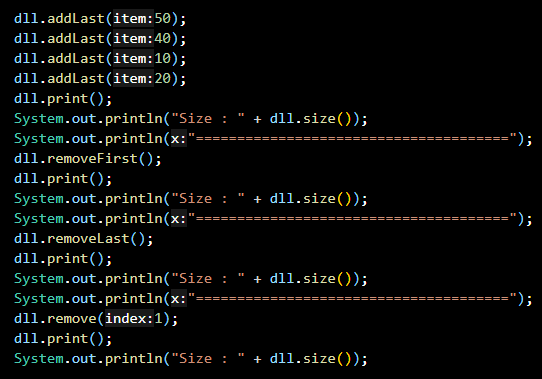 dll.addLast(item:50);
dll.addLast(item:40);
dll.addLast(item:10);
dll.addLast(item:20);
dll.print();
System.out.println("Size : " + dll.size());
System.out.println(x:"======================================");
dll.removeFirst();
dll.print();
System.out.println("Size : " + dll.size());
System.out.println(x:"======================================");
dll.removeLast();
dll.print();
System.out.println("Size : " + dll.size());
System.out.println(x:"======================================");
dll.remove(index:1);
dll.print();
System.out.println("Size : " + dll.size());